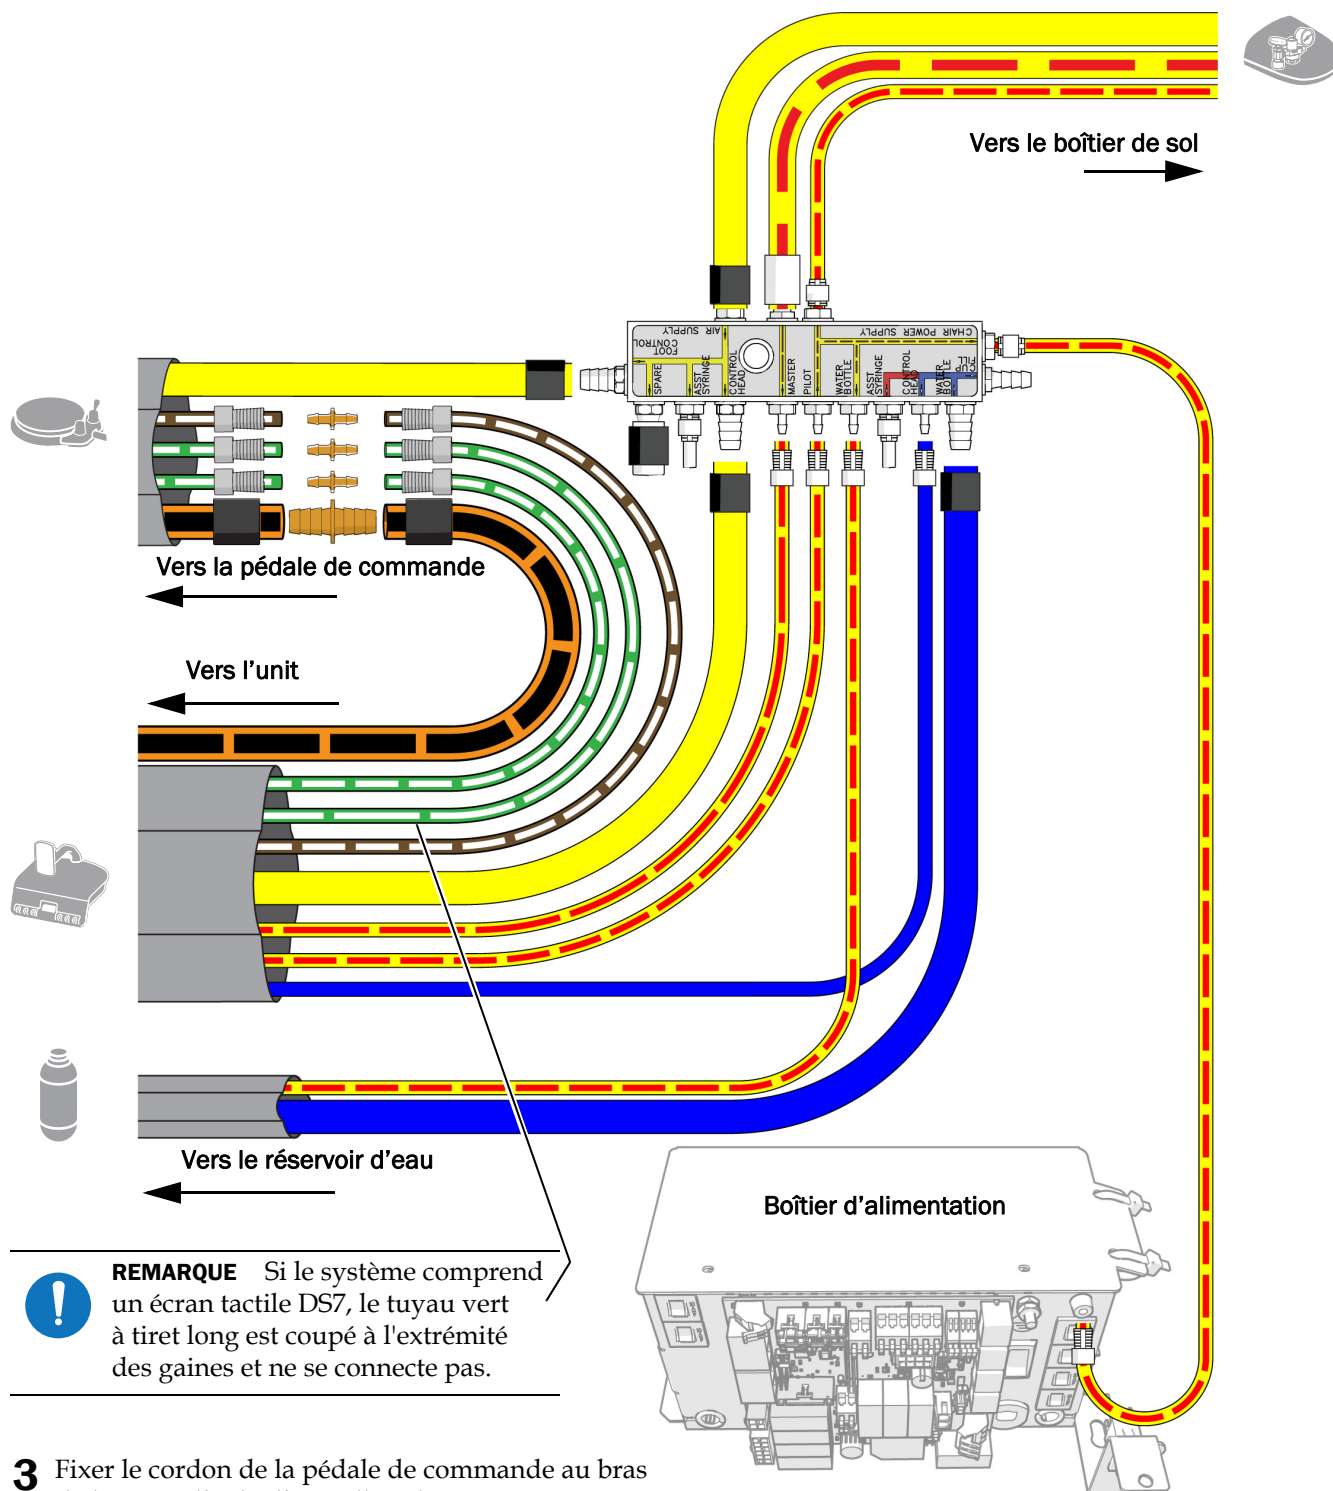 Vers le boîtier de sol
AIR SUPPLY
CHAIR POWER SUPPLY
FOOT
CONTROL
SPARE
ASST
SYRINGE
CONTROL
HEAD
MASTER
PILOT
WATER
BOTTLE
ASST
SYRINGE
CONTROL
HEAD
WATER
BOTTLE
CUP
FILL
Vers la pédale de commande
Vers l'unit
Vers le réservoir d'eau
Boîtier d'alimentation
REMARQUE Si le système comprend
un écran tactile DS7, le tuyau vert
à tiret long est coupé à l'extrémité
des gaines et ne se connecte pas.
3 Fixer le cordon de la pédale de commande au bras